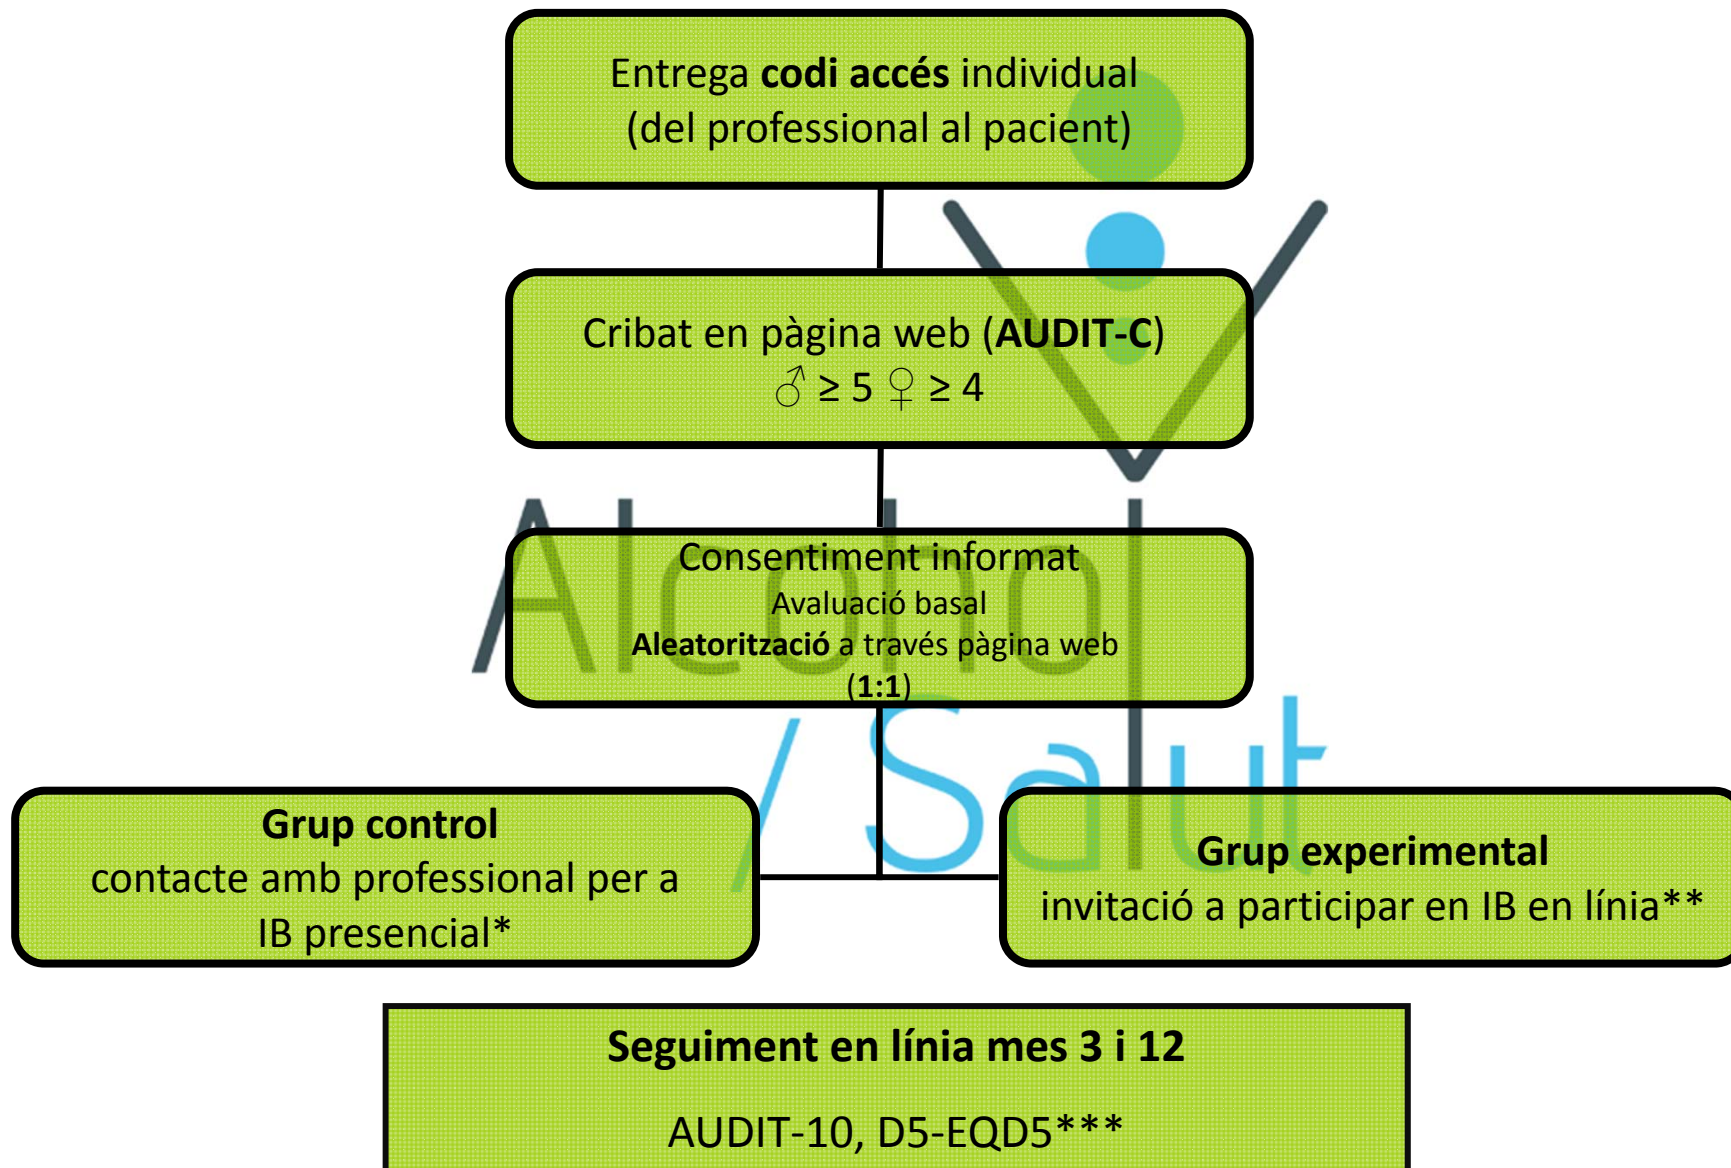 Entrega codi accés individual
(del professional al pacient)
Cribat en pàgina web (AUDIT-C)
♂ ≥ 5 ♀ ≥ 4
Consentiment informat
Avaluació basal
Aleatorització a través pàgina web
(1:1)
Alcohol
y Salut
Grup control
contacte amb professional per a
IB presencial*
Grup experimental
invitació a participar en IB en línia**
Seguiment en línia mes 3 i 12
AUDIT-10, D5-EQD5***